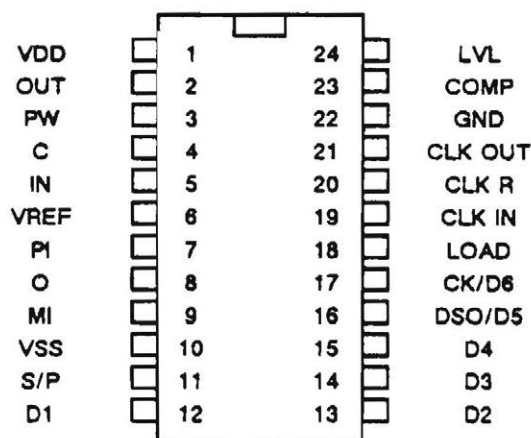 VDD 1 24 LVL
OUT 2 23 COMP
PW 3 22 GND
C 4 21 CLK OUT
IN 5 20 CLK R
VREF 6 19 CLK IN
PI 7 18 LOAD
O 8 17 CK/D6
MI 9 16 DSO/D5
VSS 10 15 D4
S/P 11 14 D3
D1 12 13 D2